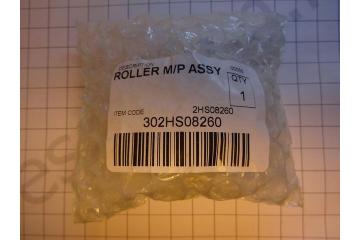 DESCRIPTION
ROLLER M/P ASSY
QTY
1
ITEM CODE 2HS08260
302HS08260